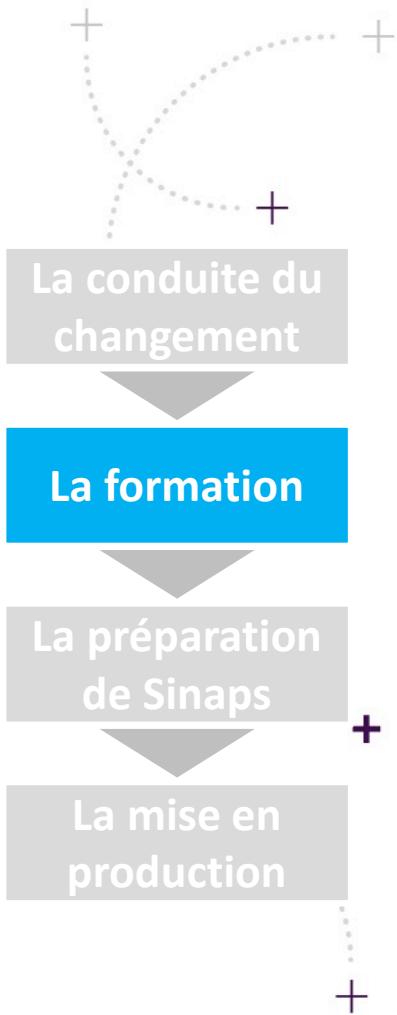 La conduite du
changement
La formation
La préparation
de Sinaps
La mise en
production